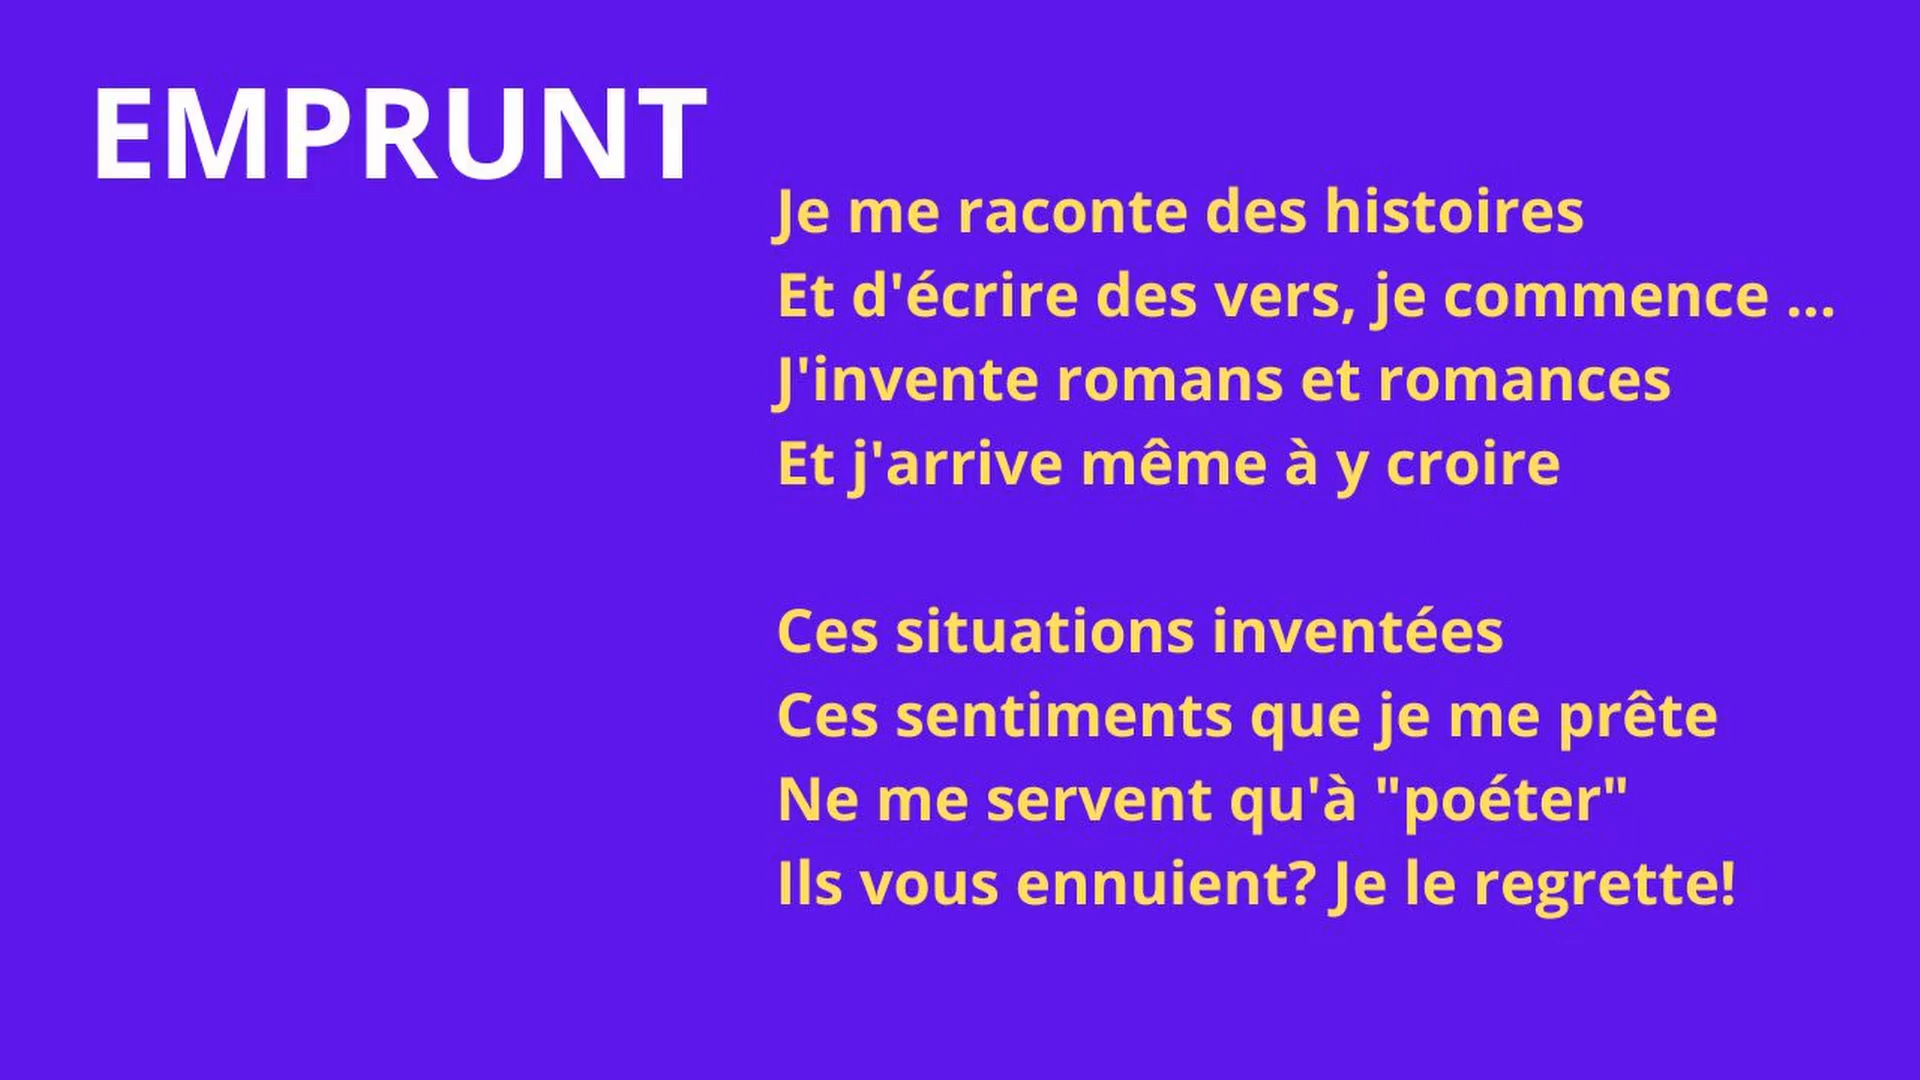 EMPRUNT
Je me raconte des histoires
Et d'écrire des vers, je commence ...
J'invente romans et romances
Et j'arrive même à y croire
Ces situations inventées
Ces sentiments que je me prête
Ne me servent qu'à "poéter"
Ils vous ennuient? Je le regrette!